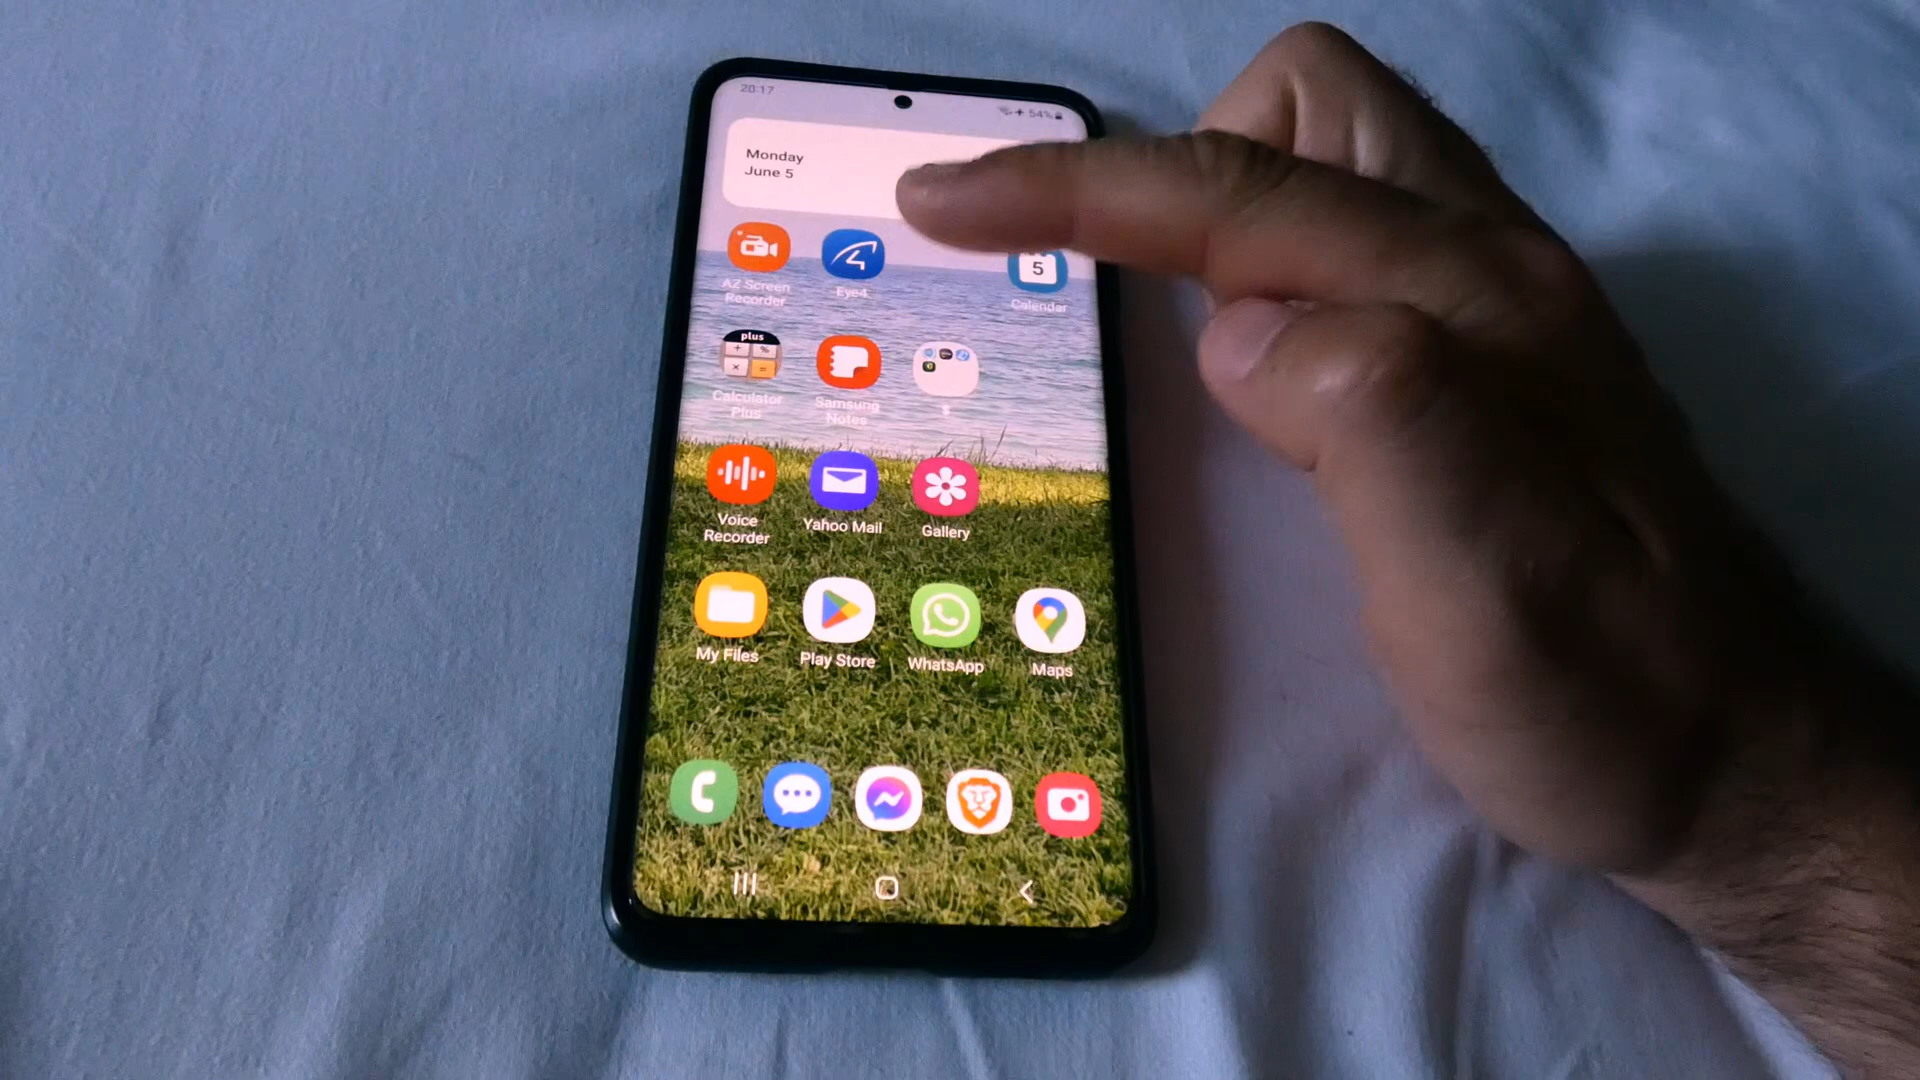 20:17
54%
Monday
June 5
AZ Screen
Recorder
Eye4
5
Calendar
plus
Calculator
Plus
Samsung
Notes
Voice
Recorder
Yahoo Mail
Gallery
My Files
Play Store
WhatsApp
Maps